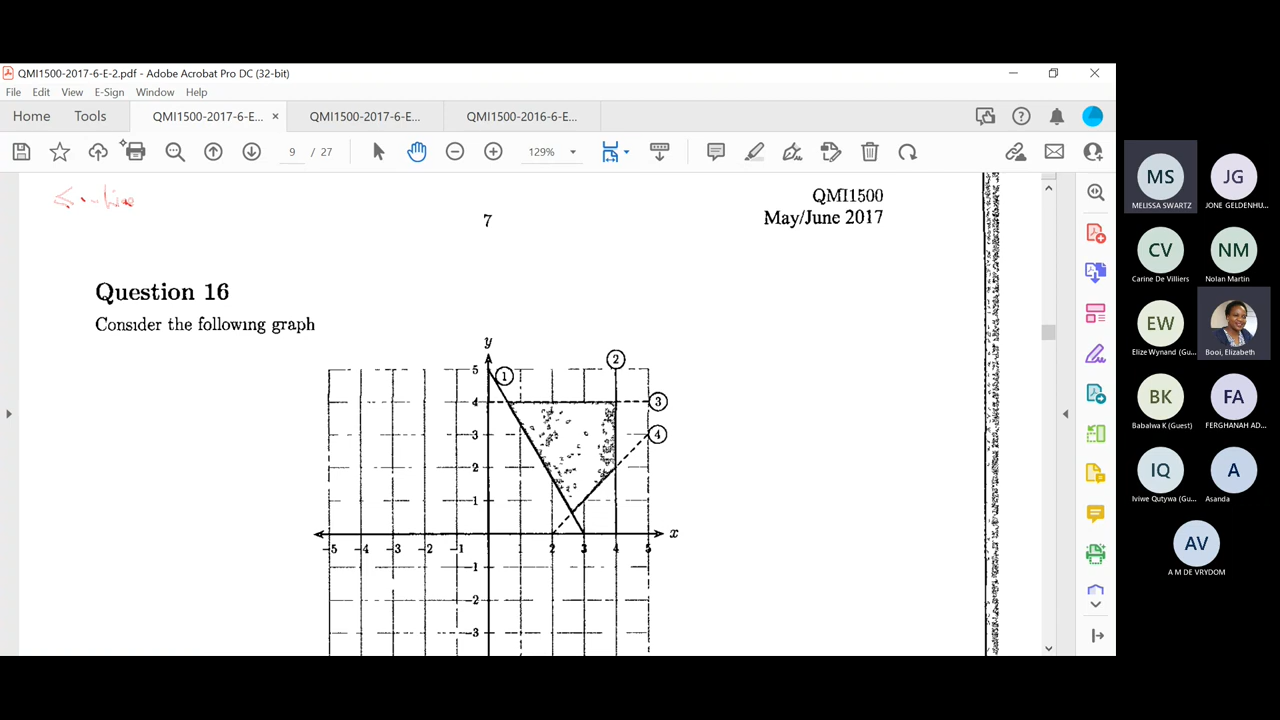 QMI1500-2017-6-E-2.pdf - Adobe Acrobat Pro DC (32-bit)
File Edit View E-Sign Window Help
Home Tools QMI1500-2017-6-E... × QMI1500-2017-6-E... QMI1500-2016-6-E...
9 / 27 129%
QMI1500
7
May/June 2017
Question 16
Consider the following graph
y
2
5 1
4 3
3 4
2
1
x
-5 -4 -3 -2 -1 1 2 3 4 5
-1
-2
-3
MS JG
MELISSA SWARTZ JONE GELDENHU...
CV NM
Carine De Villiers Nolan Martin
EW
Elize Wynand (Gu... Booi, Elizabeth
BK FA
Babalwa K (Guest) FERGHANAH AD...
IQ A
Iviwe Qutywa (Gu... Asanda
AV
A M DE VRYDOM